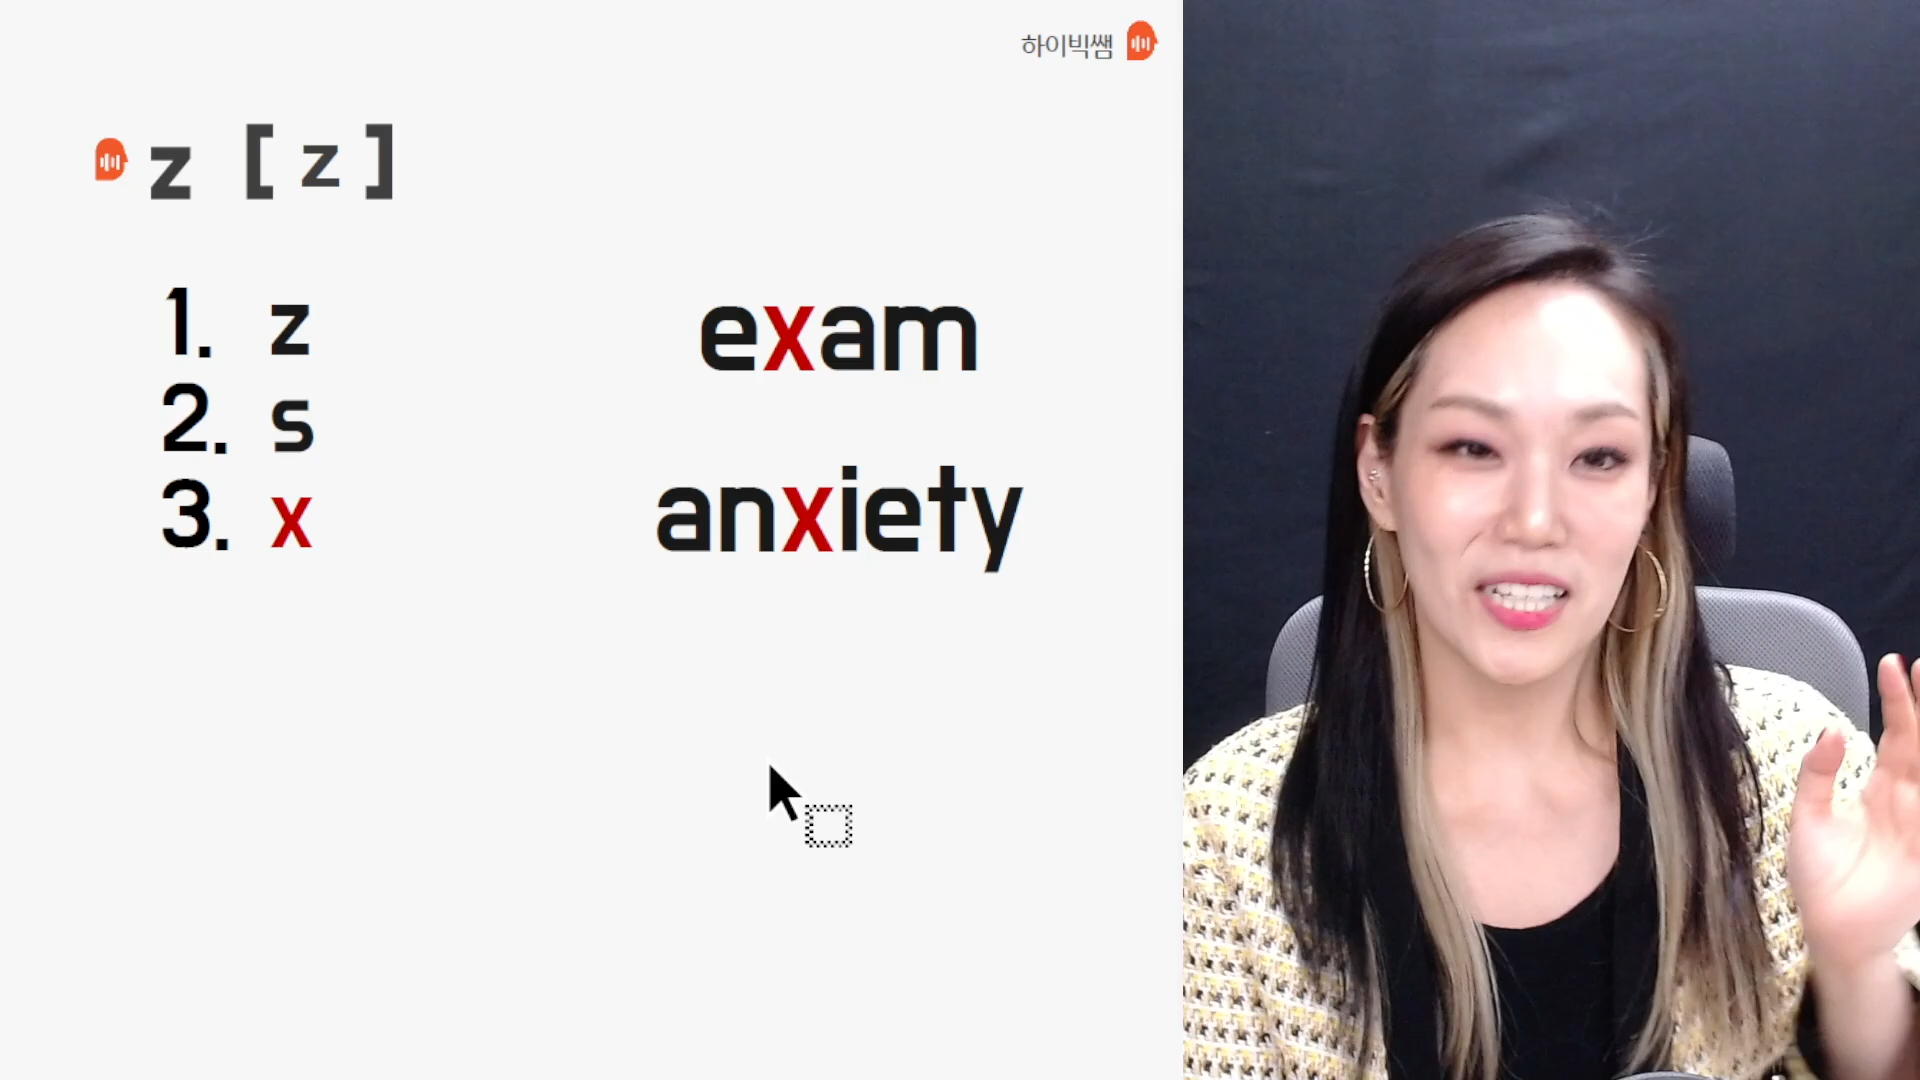 하이빅쌤
z [ z ]
1. z
2. s
3. x
exam
anxiety